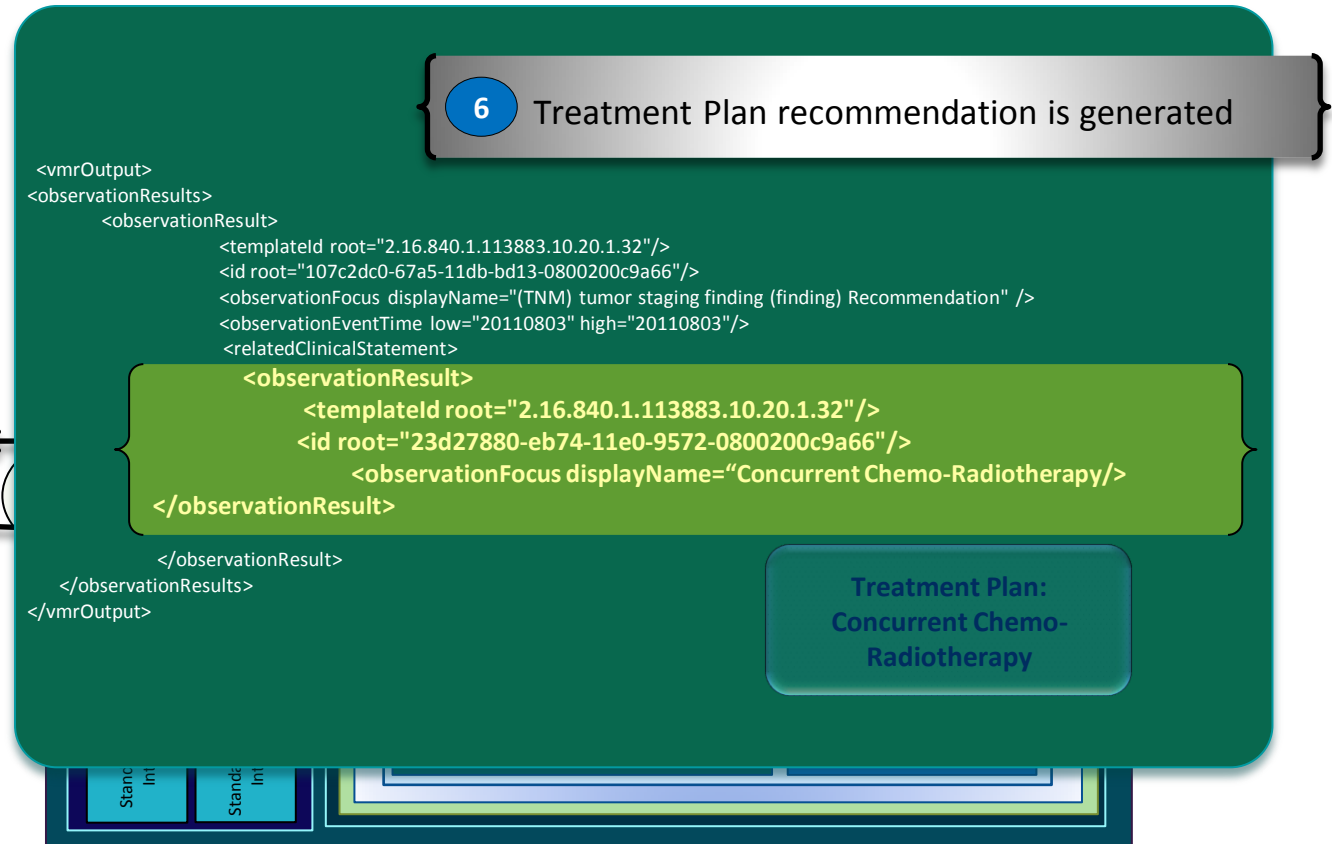 6 Treatment Plan recommendation is generated
<vmrOutput>
<observationResults>
<observationResult>
<templateId root="2.16.840.1.113883.10.20.1.32"/>
<id root="107c2dc0-67a5-11db-bd13-0800200c9a66"/>
<observationFocus displayName="(TNM) tumor staging finding (finding) Recommendation" />
<observationEventTime low="20110803" high="20110803"/>
<relatedClinicalStatement>
<observationResult>
<templateId root="2.16.840.1.113883.10.20.1.32"/>
<id root="23d27880-eb74-11e0-9572-0800200c9a66"/>
<observationFocus displayName=“Concurrent Chemo-Radiotherapy/>
</observationResult>
</observationResult>
</observationResults>
</vmrOutput>
Treatment Plan:
Concurrent Chemo-
Radiotherapy